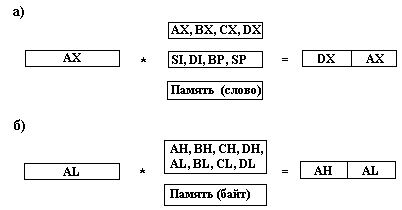 а)
AX, BX, CX, DX
AX * SI, DI, BP, SP = DX AX
Память (слово)
б)
AH, BH, CH, DH,
AL, BL, CL, DL
AL * = AH AL
Память (байт)